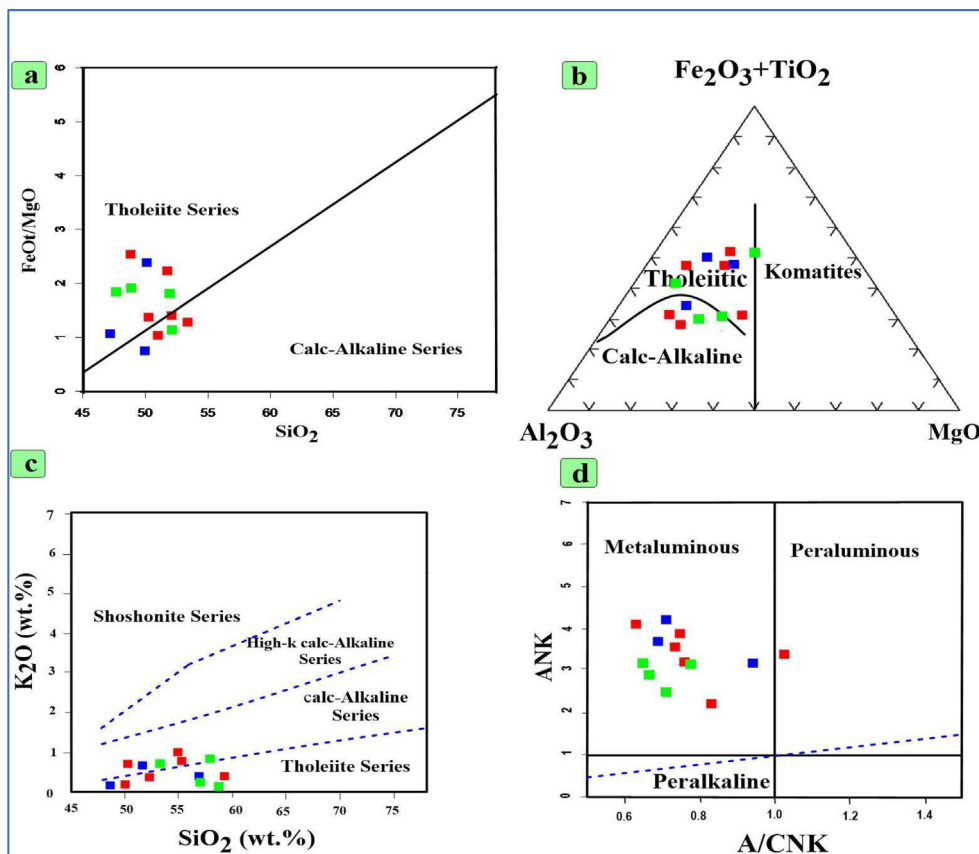 a
6
5
4
3
2
1
0
FeOt/MgO
Tholeiite Series
Calc-Alkaline Series
45 50 55 60 65 70 75
SiO₂
b
Fe₂O₃+TiO₂
Tholeiitic
Komatites
Calc-Alkaline
Al₂O₃
MgO
c
7
6
5
4
3
2
1
0
K₂O (wt.%)
Shoshonite Series
High-k calc-Alkaline
Series
calc-Alkaline
Series
Tholeiite Series
45 50 55 60 65 70 75
SiO₂ (wt.%)
d
7
6
5
4
3
2
1
0
ANK
Metaluminous
Peraluminous
Peralkaline
0.6 0.8 1.0 1.2 1.4
A/CNK